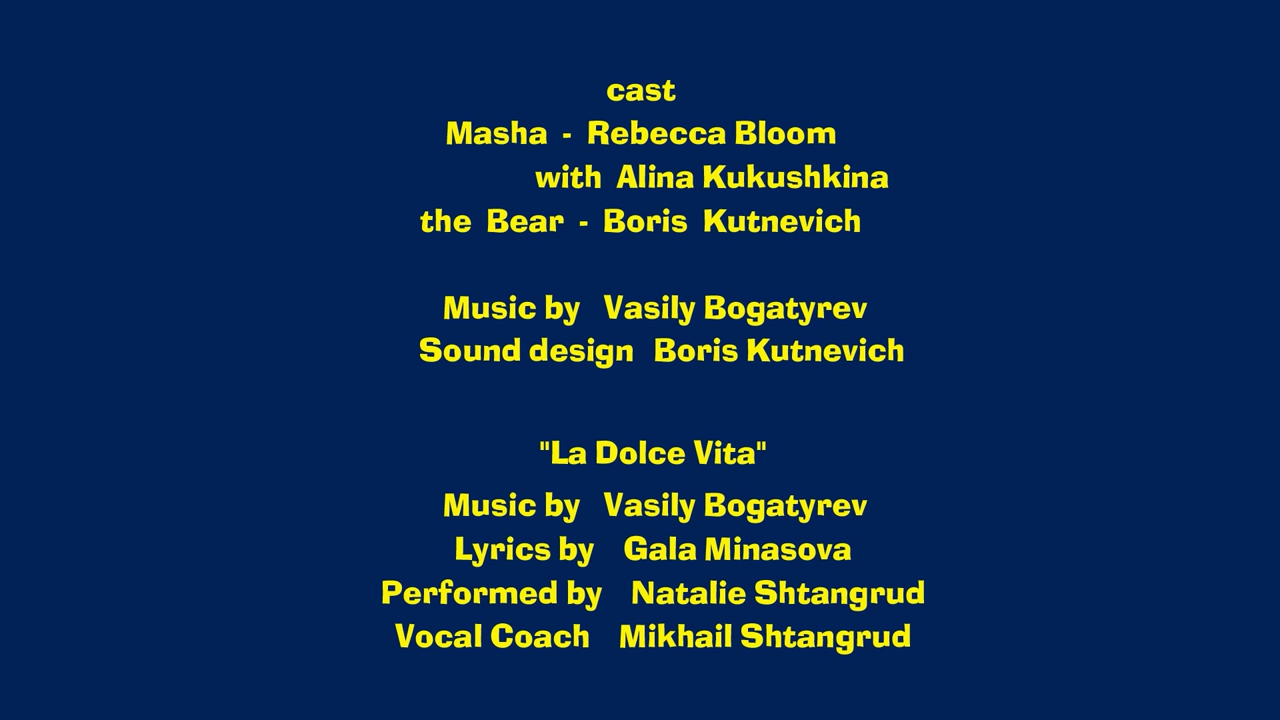 cast
Masha - Rebecca Bloom
with Alina Kukushkina
the Bear - Boris Kutnevich
Music by Vasily Bogatyrev
Sound design Boris Kutnevich
"La Dolce Vita"
Music by Vasily Bogatyrev
Lyrics by Gala Minasova
Performed by Natalie Shtangrud
Vocal Coach Mikhail Shtangrud